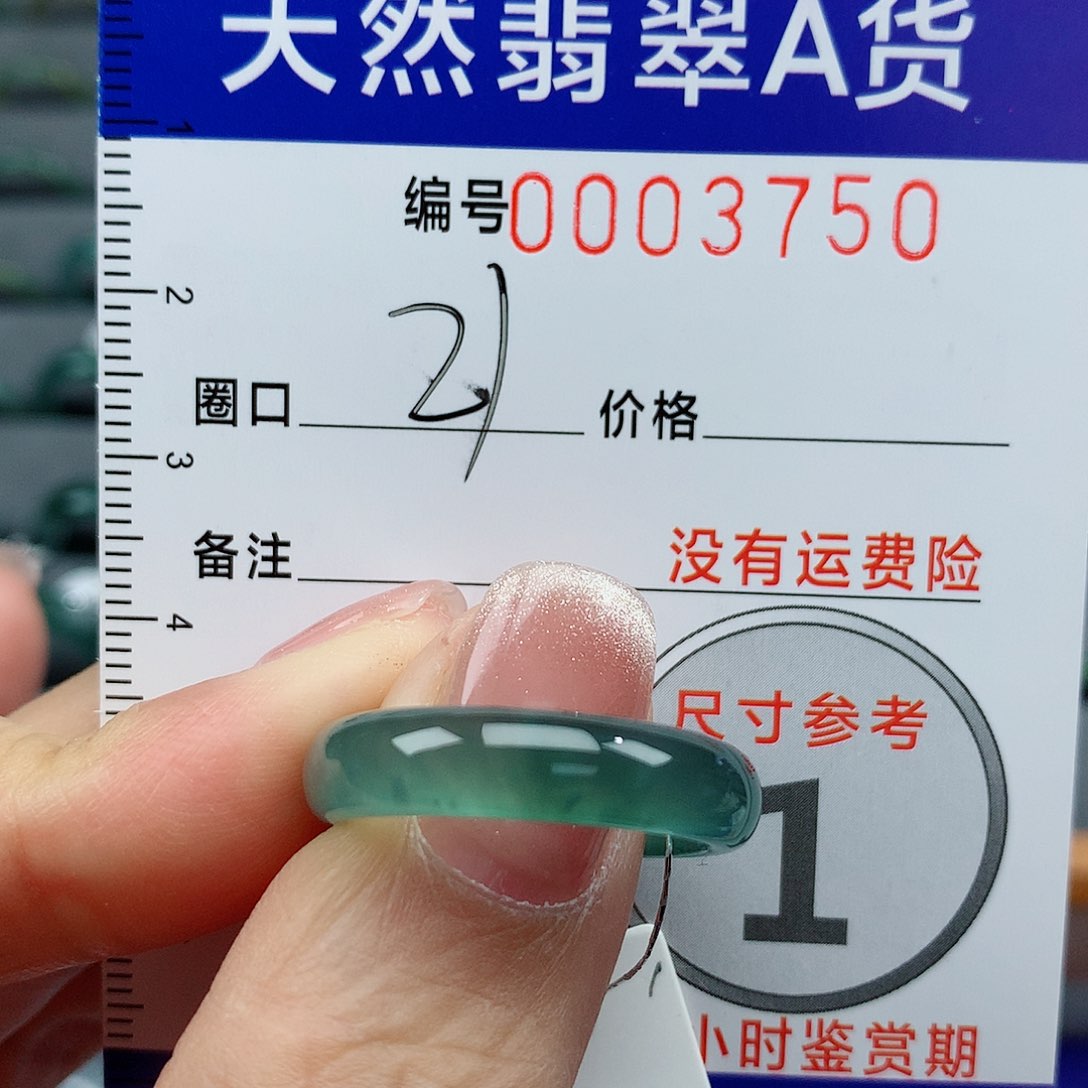 天然翡翠A货
1
编号0003750
2
圈口 21 价格
3
备注 没有运费险
4
尺寸参考
1
小时鉴赏期